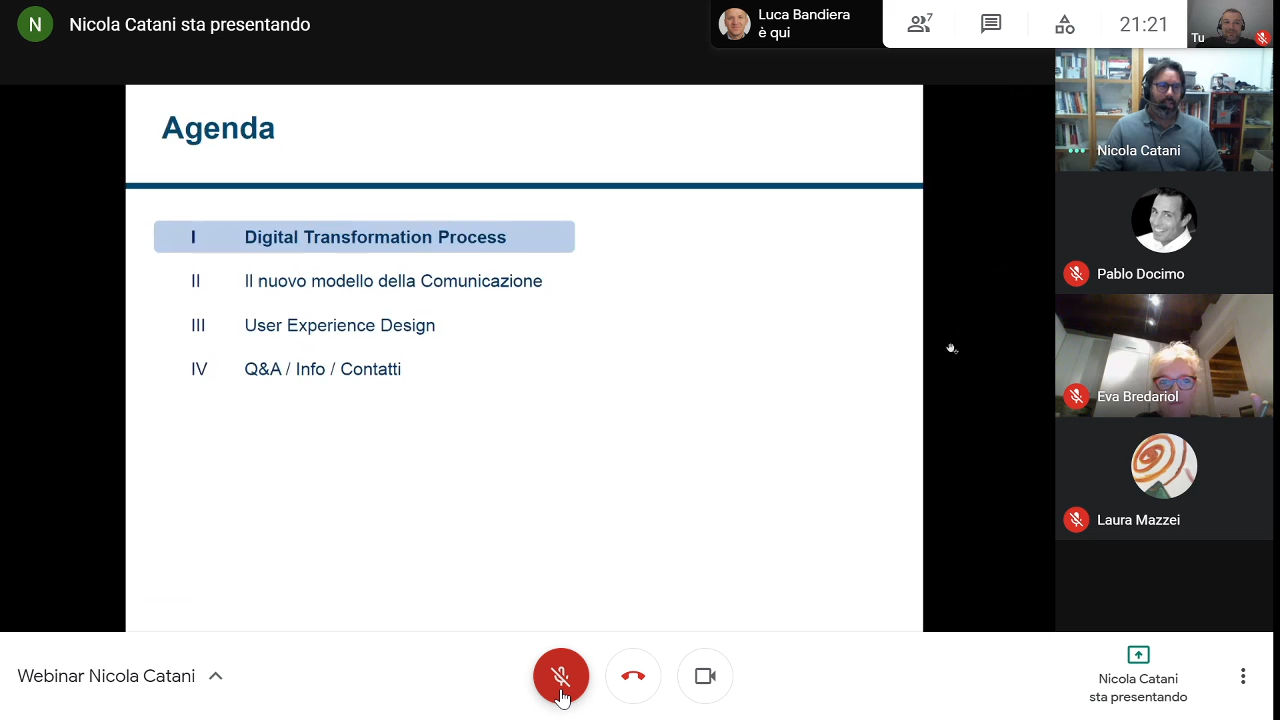 N
Nicola Catani sta presentando
Luca Bandiera
è qui
7
21:21
Tu
Agenda
I Digital Transformation Process
II Il nuovo modello della Comunicazione
III User Experience Design
IV Q&A / Info / Contatti
Nicola Catani
Pablo Docimo
Eva Bredariol
Laura Mazzei
Webinar Nicola Catani
Nicola Catani
sta presentando